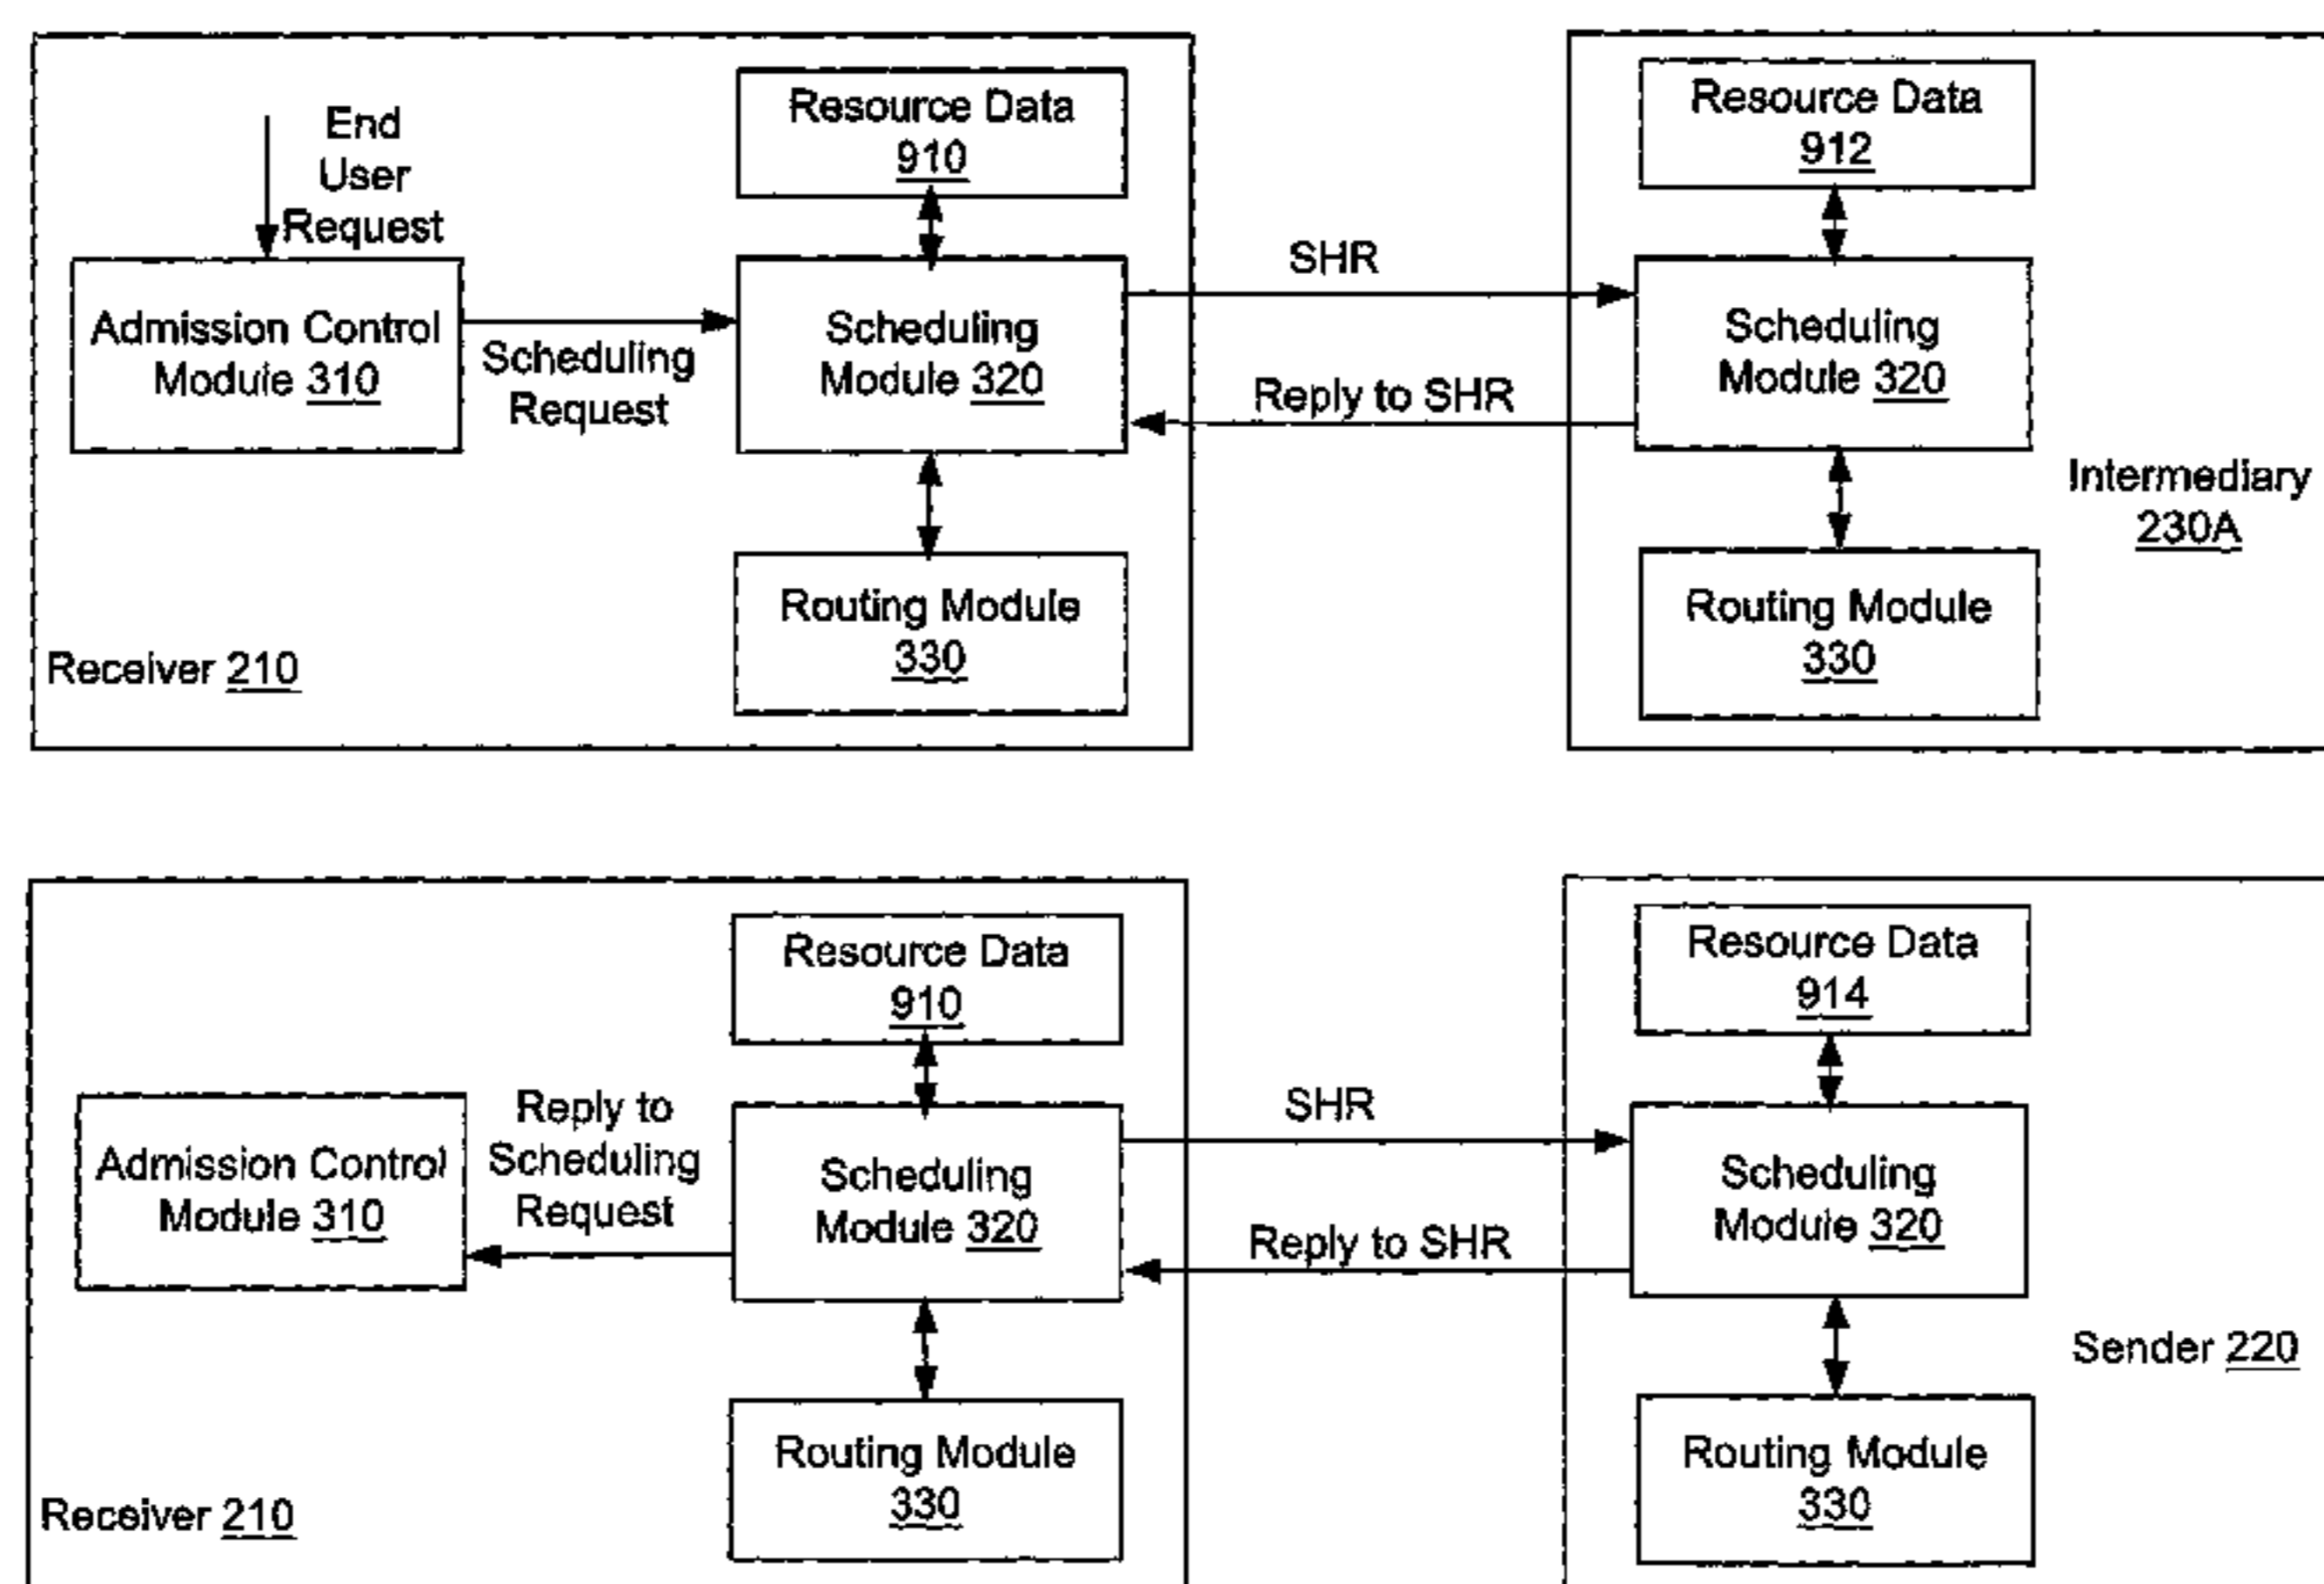 End
User
Request
Resource Data
910
Admission Control
Module 310
Scheduling
Request
Scheduling
Module 320
Routing Module
330
Receiver 210
SHR
Reply to SHR
Resource Data
912
Scheduling
Module 320
Intermediary
230A
Routing Module
330
Resource Data
910
Admission Control
Module 310
Reply to
Scheduling
Request
Scheduling
Module 320
Routing Module
330
Receiver 210
SHR
Reply to SHR
Resource Data
914
Scheduling
Module 320
Sender 220
Routing Module
330